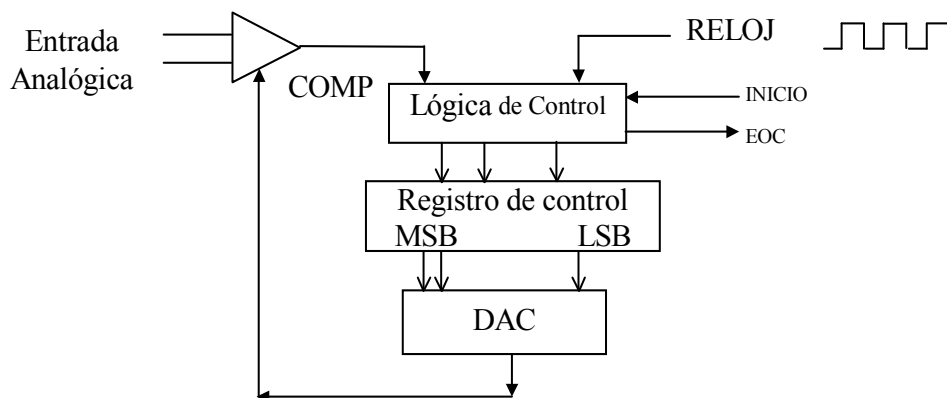 Entrada
Analógica
COMP
RELOJ
Lógica de Control
INICIO
EOC
Registro de control
MSB LSB
DAC